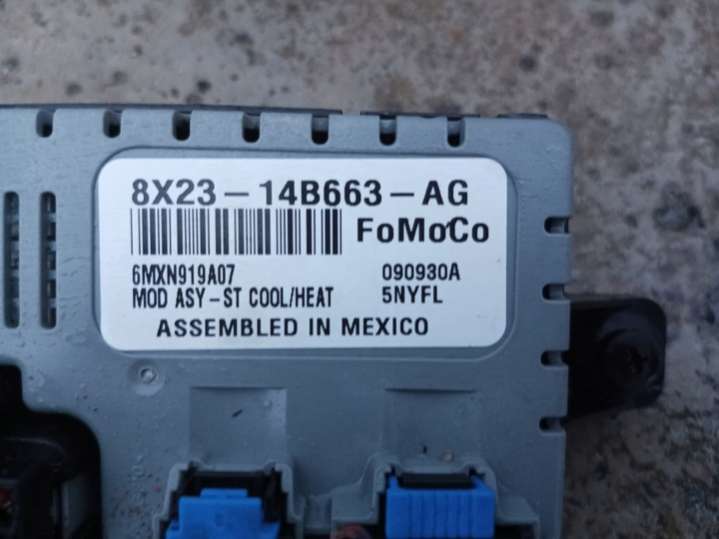 8X23-14B663-AG
FoMoCo
6MXN919A07 090930A
MOD ASY-ST COOL/HEAT 5NYFL
ASSEMBLED IN MEXICO